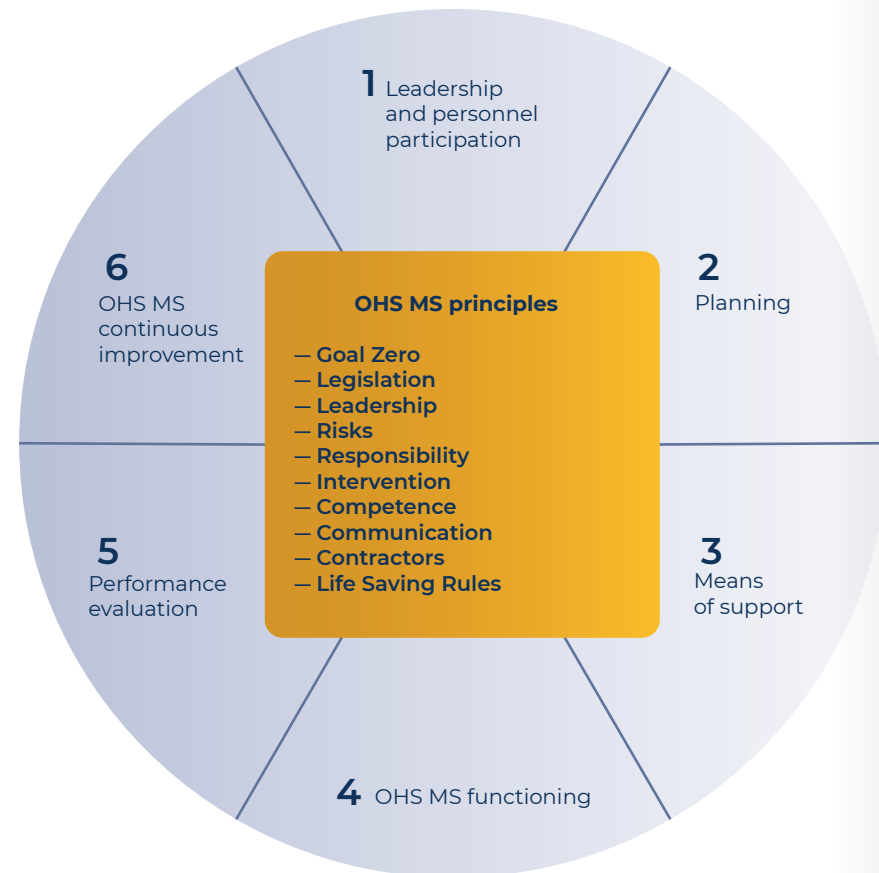 1 Leadership
and personnel
participation
2
Planning
3
Means
of support
4 OHS MS functioning
5
Performance
evaluation
6
OHS MS
continuous
improvement
OHS MS principles
— Goal Zero
— Legislation
— Leadership
— Risks
— Responsibility
— Intervention
— Competence
— Communication
— Contractors
— Life Saving Rules